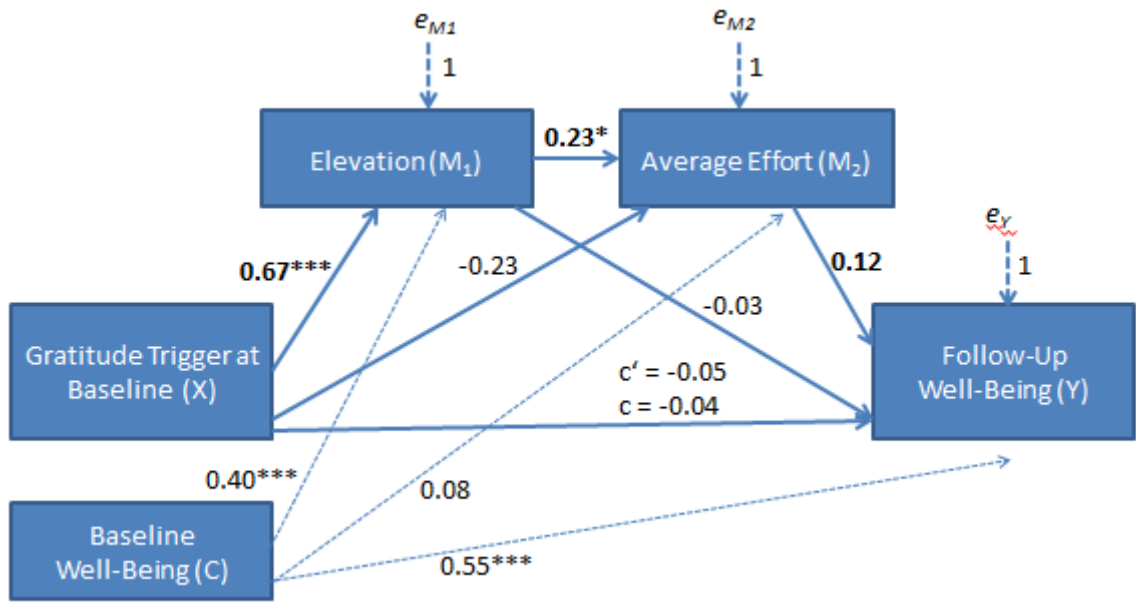 eM1
eM2
1
1
Elevation (M1)
0.23*
Average Effort (M2)
eY
0.67***
-0.23
0.12
1
-0.03
Gratitude Trigger at
Baseline (X)
c' = -0.05
c = -0.04
Follow-Up
Well-Being (Y)
0.40***
0.08
Baseline
Well-Being (C)
0.55***